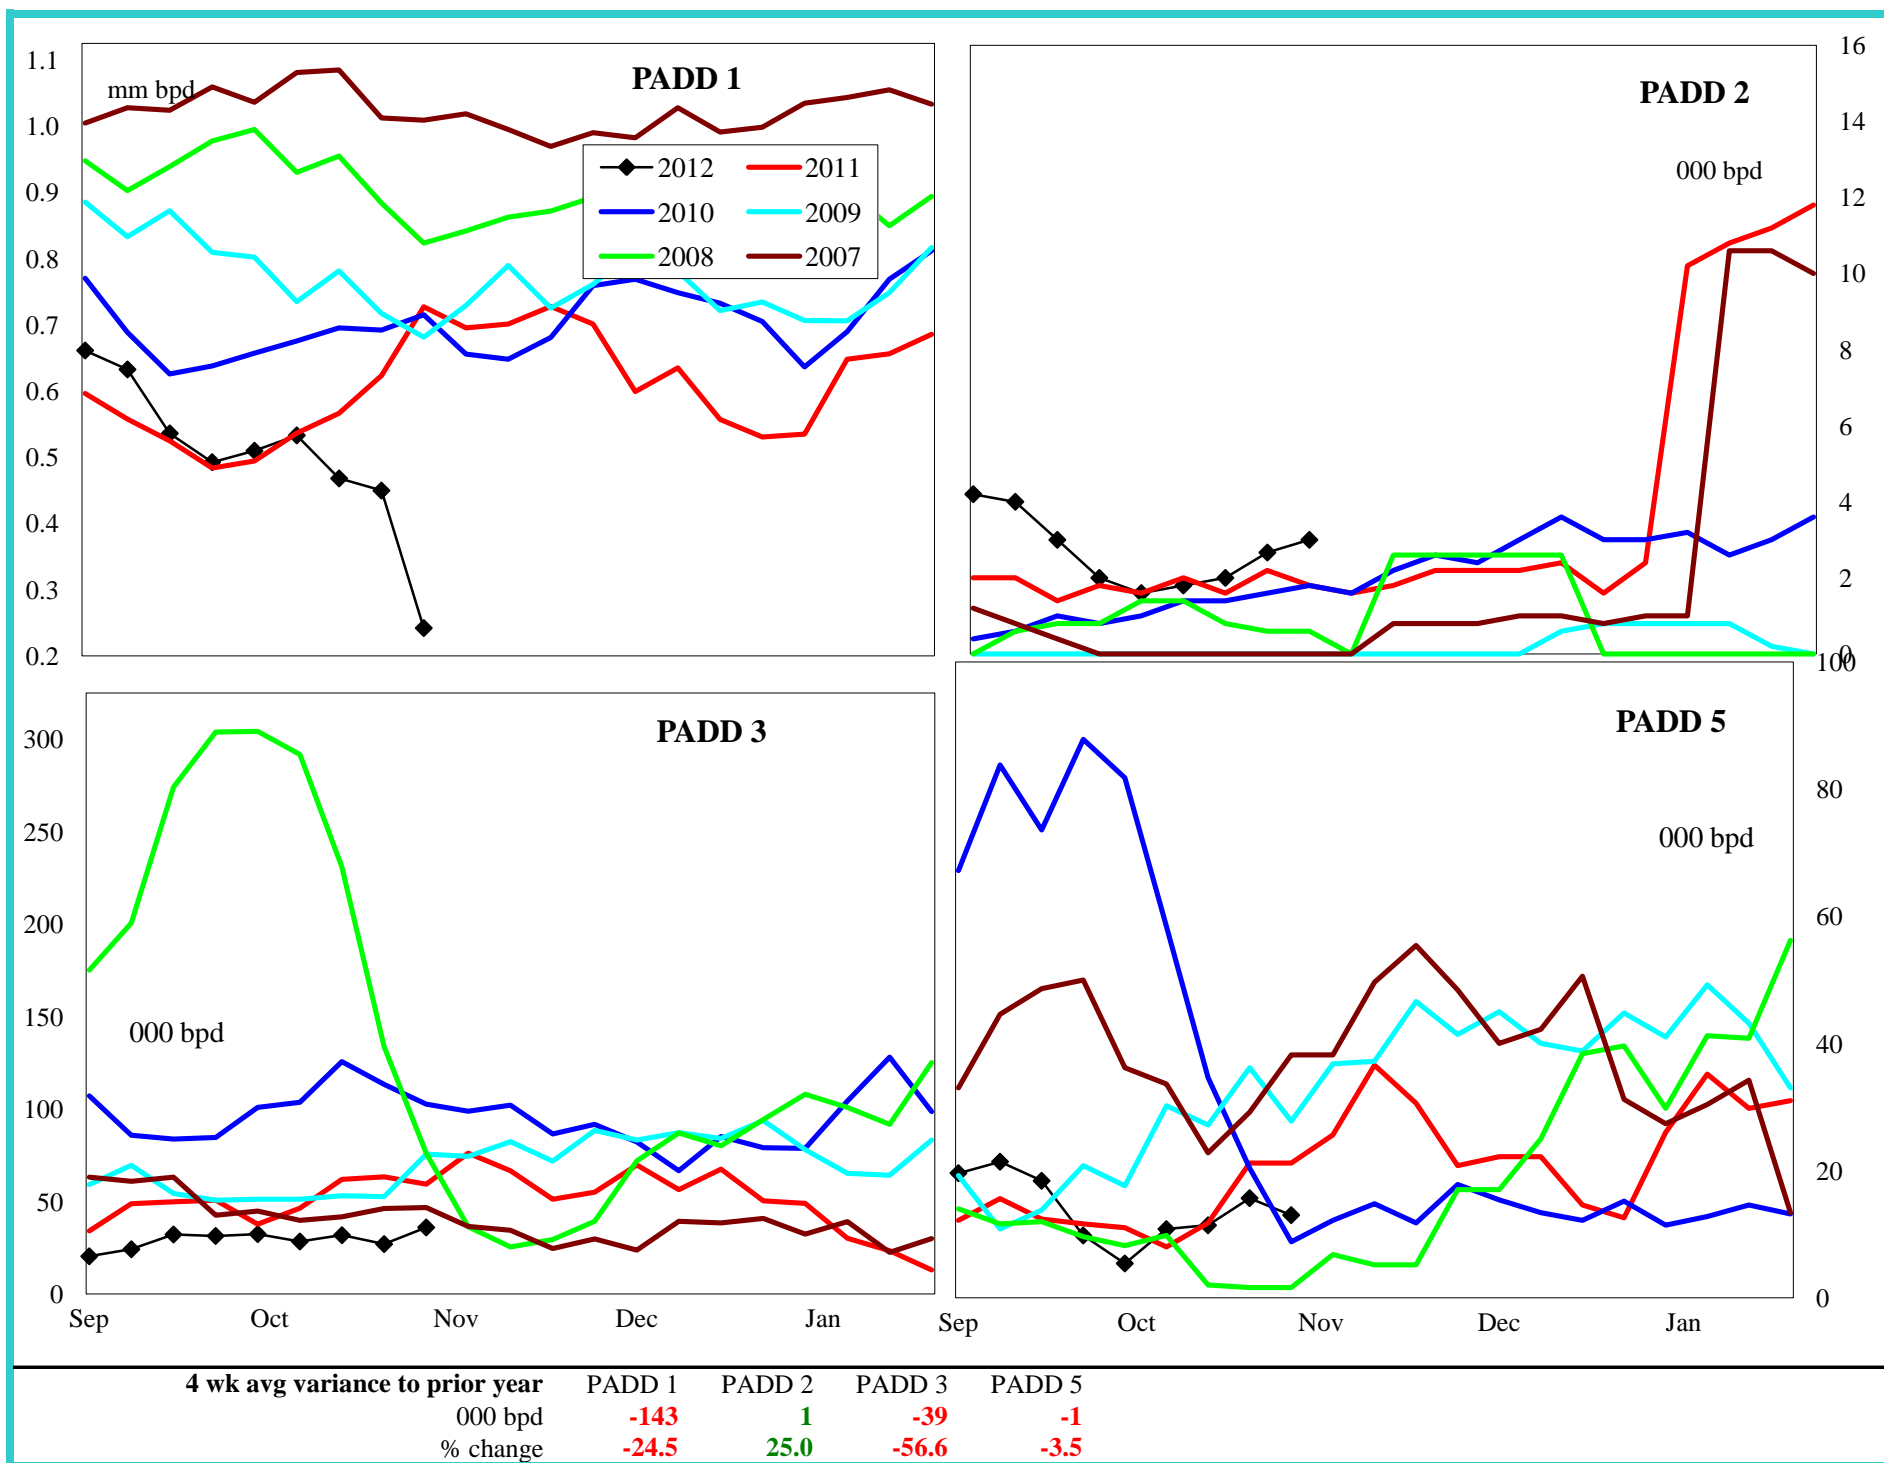 PADD 1
mm bpd
1.1
1.0
0.9
0.8
0.7
0.6
0.5
0.4
0.3
0.2
2012 2011
2010 2009
2008 2007
PADD 2
000 bpd
16
14
12
10
8
6
4
2
0
PADD 3
000 bpd
300
250
200
150
100
50
0
Sep Oct Nov Dec Jan
PADD 5
000 bpd
100
80
60
40
20
0
Sep Oct Nov Dec Jan
4 wk avg variance to prior year PADD 1 PADD 2 PADD 3 PADD 5
000 bpd -143 1 -39 -1
% change -24.5 25.0 -56.6 -3.5